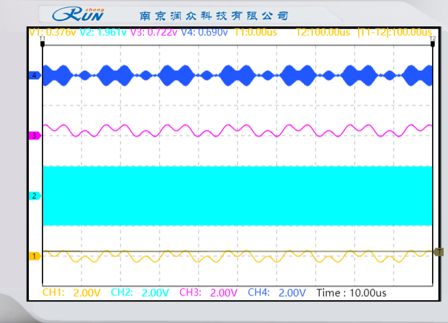 RUN zhong 南京润众科技有限公司
V1: 0.376v V2: 1.961v V3: 0.722v V4: 0.690v T1:0.00us T2:100.00us |T1-T2|:100.00us
4
3
2
1
CH1: 2.00V CH2: 2.00V CH3: 2.00V CH4: 2.00V Time : 10.00us